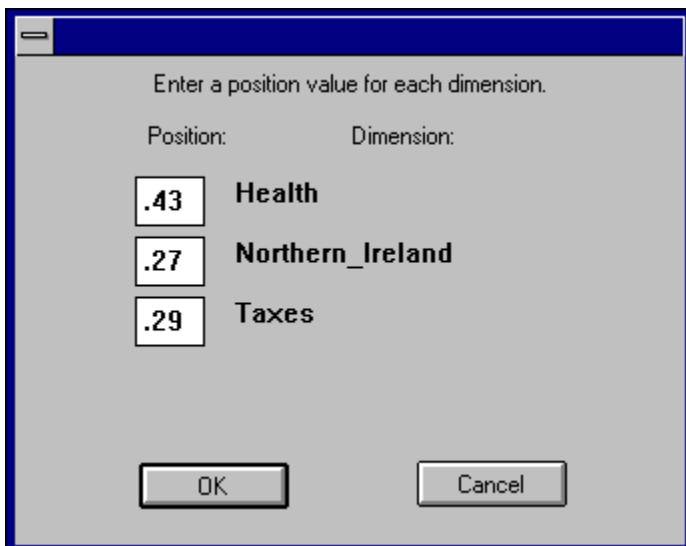 Enter a position value for each dimension.
Position: Dimension:
.43 Health
.27 Northern_Ireland
.29 Taxes
OK Cancel